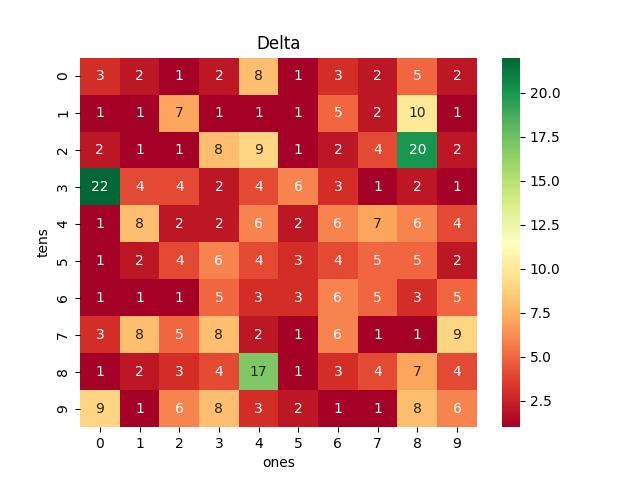 Delta
0 3 2 1 2 8 1 3 2 5 2
1 1 1 7 1 1 1 5 2 10 1
2 2 1 1 8 9 1 2 4 20 2
3 22 4 4 2 4 6 3 1 2 1
4 1 8 2 2 6 2 6 7 6 4
5 1 2 4 6 4 3 4 5 5 2
6 1 1 1 5 3 3 6 5 3 5
7 3 8 5 8 2 1 6 1 1 9
8 1 2 3 4 17 1 3 4 7 4
9 9 1 6 8 3 2 1 1 8 6
0 1 2 3 4 5 6 7 8 9
ones
tens
20.0
17.5
15.0
12.5
10.0
7.5
5.0
2.5